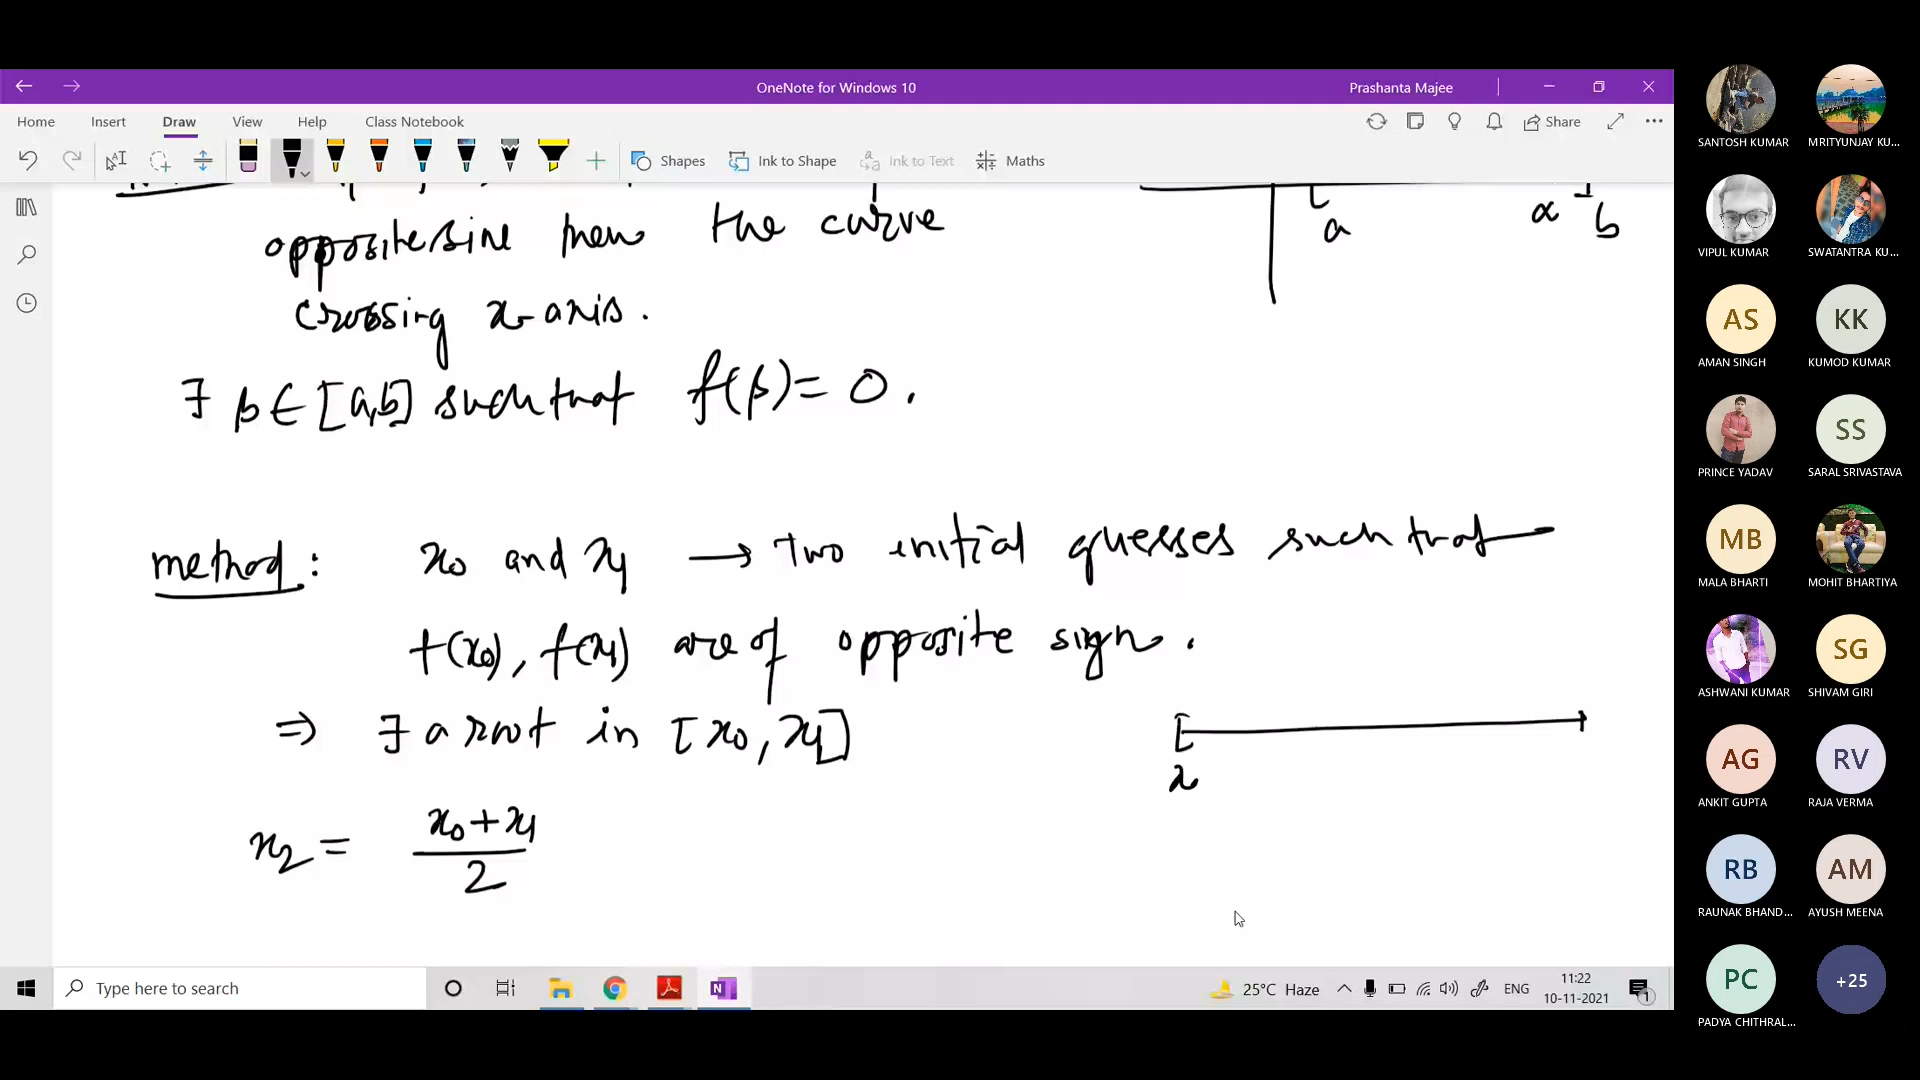 OneNote for Windows 10
Prashanta Majee
Home Insert Draw View Help Class Notebook
Share
Shapes Ink to Shape Ink to Text Maths
opposite sine then the curve
crossing x-axis.
∃ β ∈ [a,b] such that f(β) = 0.
a
α b
method: x₀ and x₁ → Two initial guesses such that
f(x₀), f(x₁) are of opposite sign.
⇒ ∃ a root in [x₀, x₁]
x
x₂ = x₀+x₁
2
Type here to search
25°C Haze
ENG
11:22
10-11-2021
1
SANTOSH KUMAR
MRITYUNJAY KU...
VIPUL KUMAR
SWATANTRA KU...
AS
KK
AMAN SINGH
KUMOD KUMAR
SS
PRINCE YADAV
SARAL SRIVASTAVA
MB
MALA BHARTI
MOHIT BHARTIYA
SG
ASHWANI KUMAR
SHIVAM GIRI
AG
RV
ANKIT GUPTA
RAJA VERMA
RB
AM
RAUNAK BHAND...
AYUSH MEENA
PC
+25
PADYA CHITHRAL...